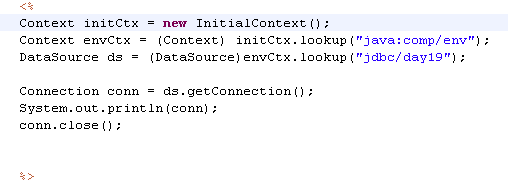 <%
Context initCtx = new InitialContext();
Context envCtx = (Context) initCtx.lookup("java:comp/env");
DataSource ds = (DataSource)envCtx.lookup("jdbc/day19");
Connection conn = ds.getConnection();
System.out.println(conn);
conn.close();
%>